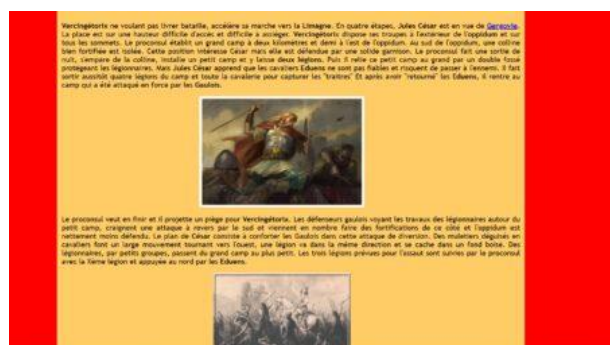 Vercingétorix ne voulant pas livrer bataille, accélère sa marche vers la Limagne. En quatre étapes, Jules César est en vue de Gergovie.
La place est sur une hauteur difficile d'accès et difficile à assiéger. Vercingétorix dispose ses troupes à l'extérieur de l'oppidum et sur
tous les sommets. Le proconsul établit un grand camp à deux kilomètres et demi à l'est de l'oppidum. Au sud de l'oppidum, une colline
bien fortifiée est isolée. Cette position intéresse César mais elle est défendue par une solide garnison. Le proconsul fait une sortie de
nuit, s'empare de la colline, installe un petit camp et y laisse deux légions. Puis il relie ce petit camp au grand par un double fossé
protégeant les légionnaires. Mais Jules César apprend que les cavaliers Eduens ne sont pas fiables et risquent de passer à l'ennemi. Il fait
sortir aussitôt quatre légions du camp et toute la cavalerie pour capturer les "traîtres" Et après avoir "retourné" les Eduens, il rentre au
camp qui a été attaqué en force par les Gaulois.
Le proconsul veut en finir et il projette un piège pour Vercingétorix. Les défenseurs gaulois voyant les travaux des légionnaires autour du
petit camp, craignent une attaque à revers par le sud et viennent en nombre faire des fortifications de ce côté et l'oppidum est
nettement moins défendu. Le plan de César consiste à conforter les Gaulois dans cette attaque de diversion. Des muletiers déguisés en
cavaliers font un large mouvement tournant vers l'ouest, une légion va dans la même direction et se cache dans un fond boisé. Des
légionnaires, par petits groupes, passent du grand camp au plus petit. Les trois légions prévues pour l'assaut sont suivies par le proconsul
avec la Xème légion et appuyée au nord par les Eduens.